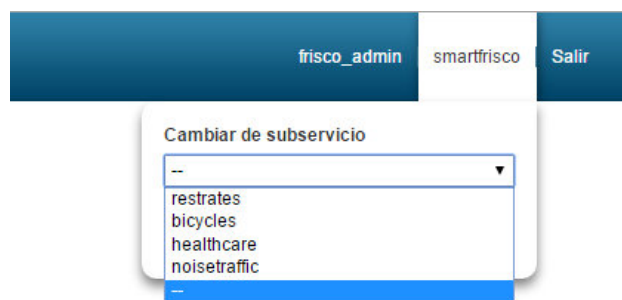 frisco_admin smartfrisco Salir
Cambiar de subservicio
--
restrates
bicycles
healthcare
noisetraffic
--